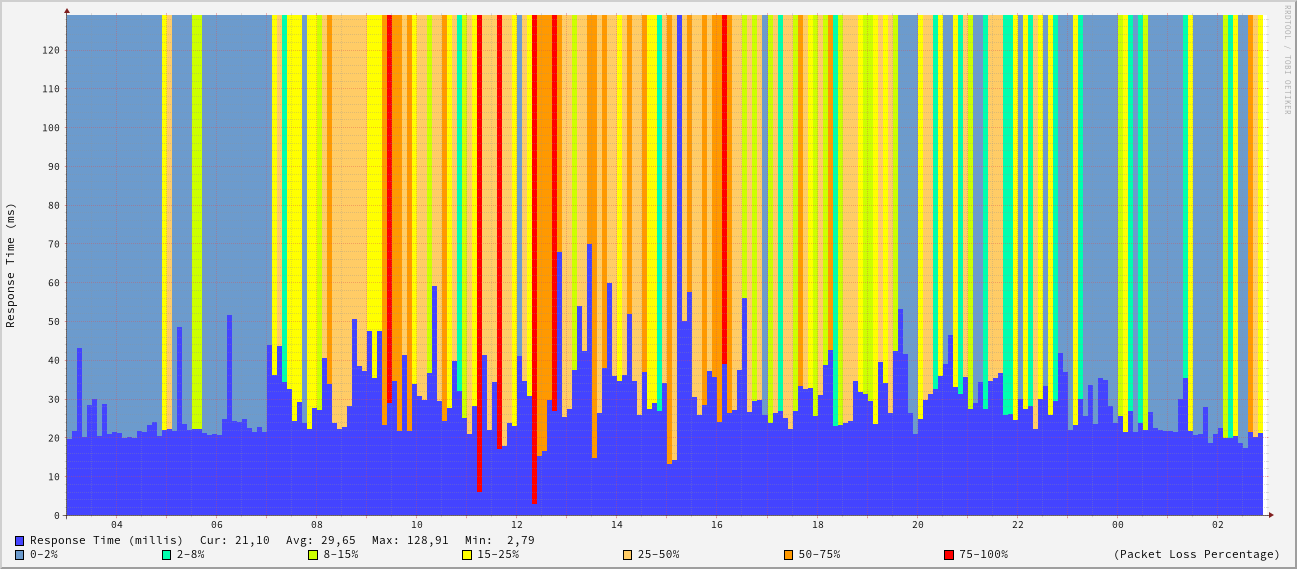 RRDTOOL / TOBI OETIKER
Response Time (ms)
120
110
100
90
80
70
60
50
40
30
20
10
0
04 06 08 10 12 14 16 18 20 22 00 02
Response Time (millis) Cur: 21,10 Avg: 29,65 Max: 128,91 Min: 2,79
0-2% 2-8% 8-15% 15-25% 25-50% 50-75% 75-100% (Packet Loss Percentage)